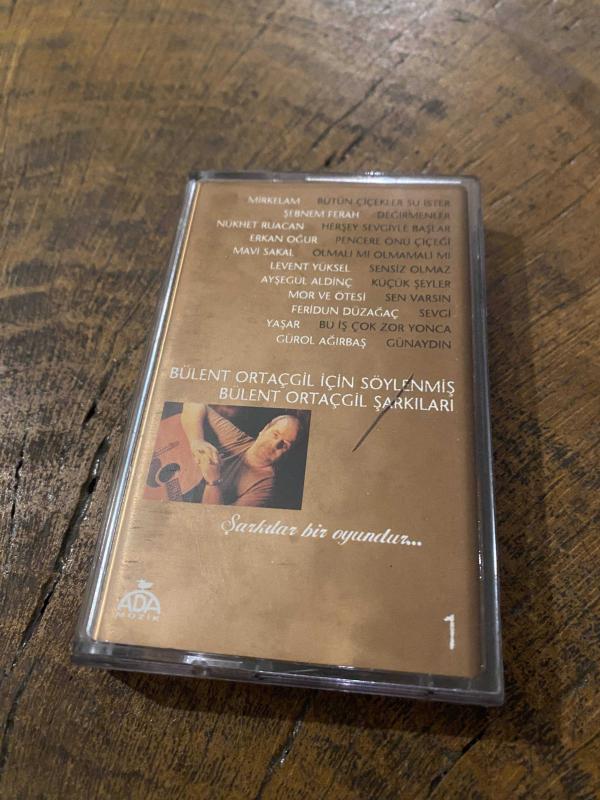 MİRKELAM BÜTÜN ÇİÇEKLER SU İSTER
ŞEBNEM FERAH DEĞİRMENLER
NÜKHET RUACAN HERŞEY SEVGİYLE BAŞLAR
ERKAN OĞUR PENCERE ÖNÜ ÇİÇEĞİ
MAVİ SAKAL OLMALI MI OLMAMALI MI
LEVENT YÜKSEL SENSİZ OLMAZ
AYŞEGÜL ALDİNÇ KÜÇÜK ŞEYLER
MOR VE ÖTESİ SEN VARSIN
FERİDUN DÜZAĞAÇ SEVGİ
YAŞAR BU İŞ ÇOK ZOR YONCA
GÜROL AĞIRBAŞ GÜNAYDIN
BÜLENT ORTAÇGİL İÇİN SÖYLENMİŞ
BÜLENT ORTAÇGİL ŞARKILARI
Şarkılar bir oyundur...
ADA
MÜZİK
1